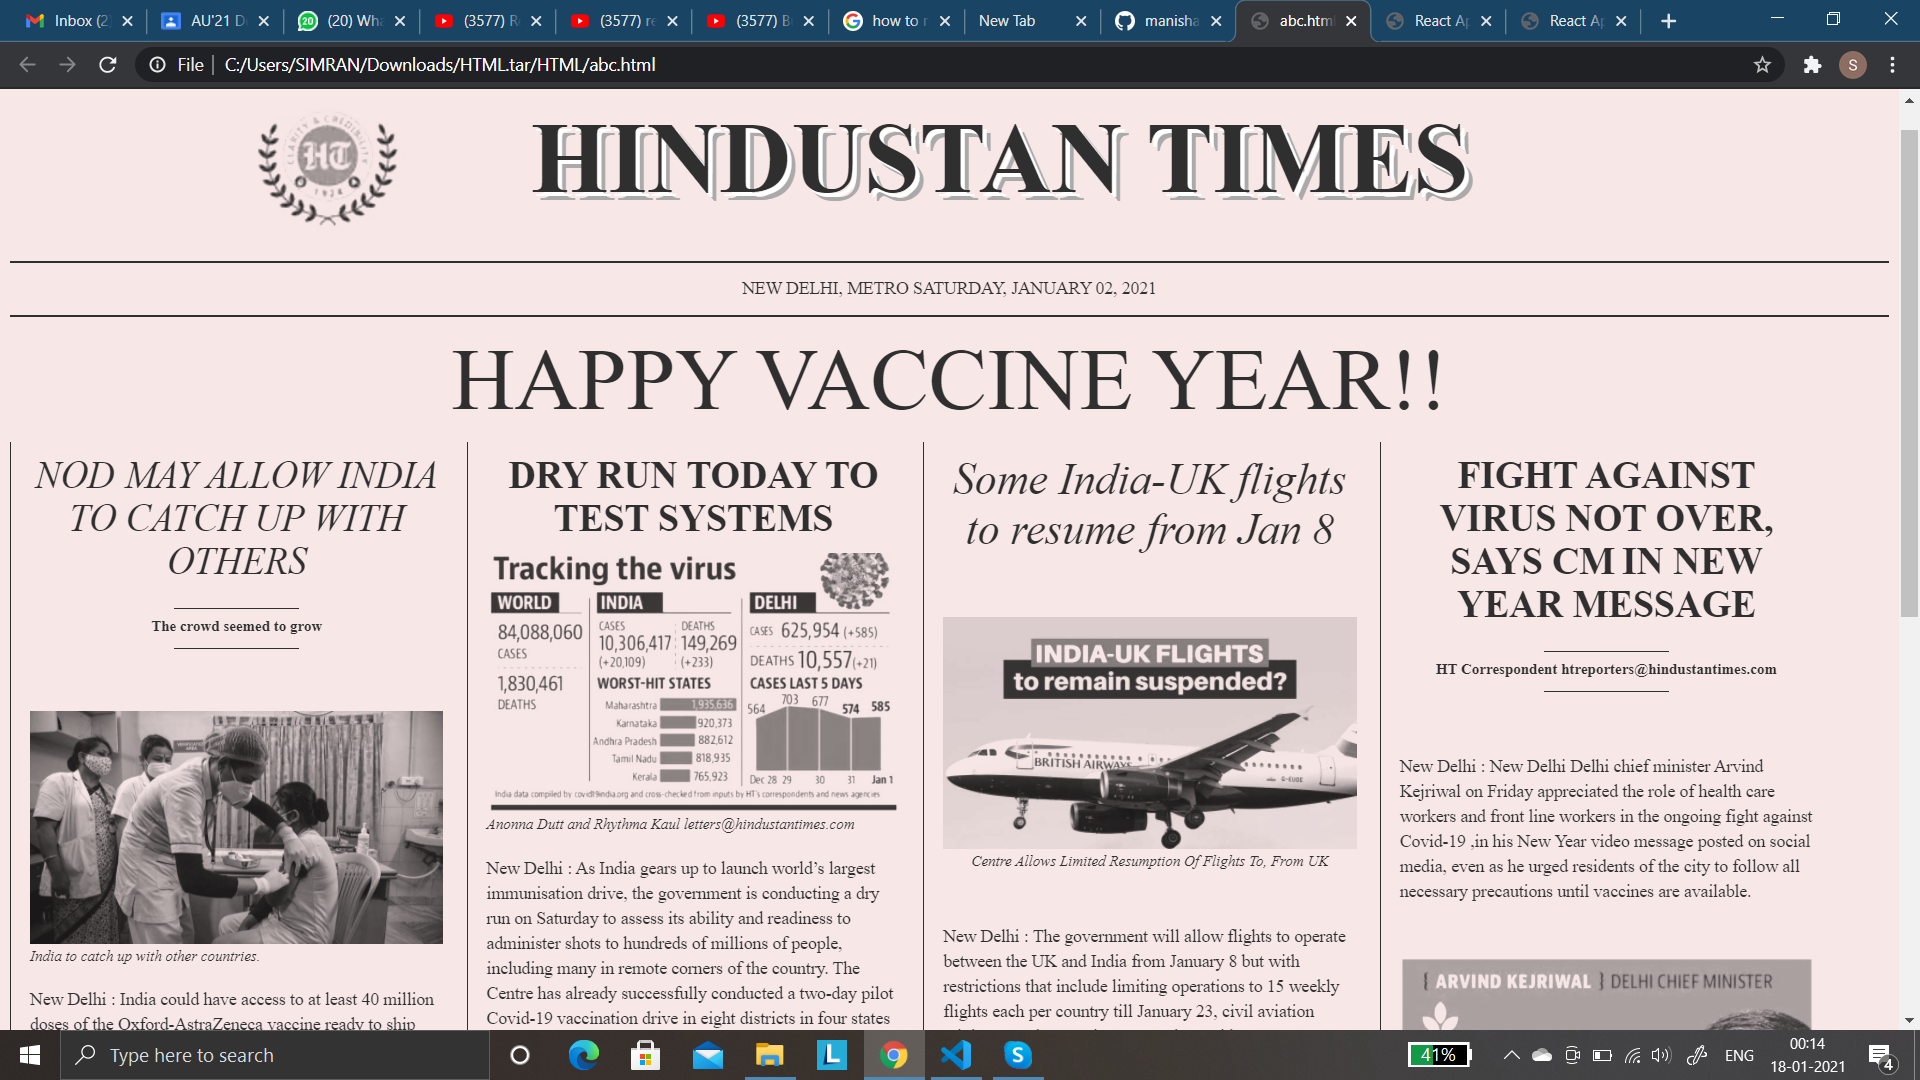 Inbox (2
AU'21 D
(20) Wha
(3577) R
(3577) re
(3577) B
how to r
New Tab
manisha
abc.html
React Ap
React Ap
File
C:/Users/SIMRAN/Downloads/HTML.tar/HTML/abc.html
S
CLARITY & CREDIBILITY
HT
1924
HINDUSTAN TIMES
NEW DELHI, METRO SATURDAY, JANUARY 02, 2021
HAPPY VACCINE YEAR!!
NOD MAY ALLOW INDIA
TO CATCH UP WITH
OTHERS
The crowd seemed to grow
India to catch up with other countries.
New Delhi : India could have access to at least 40 million
doses of the Oxford-AstraZeneca vaccine ready to ship
DRY RUN TODAY TO
TEST SYSTEMS
Tracking the virus
WORLD
84,088,060
CASES
1,830,461
DEATHS
INDIA
CASES
10,306,417
(+20,109)
DEATHS
149,269
(+233)
WORST-HIT STATES
Maharashtra 1,935,636
Karnataka 920,373
Andhra Pradesh 882,612
Tamil Nadu 818,935
Kerala 765,923
DELHI
CASES 625,954 (+585)
DEATHS 10,557 (+21)
CASES LAST 5 DAYS
564 703 677 574 585
Dec 28 29 30 31 Jan 1
India data compiled by covid19india.org and cross-checked from inputs by HT's correspondents and news agencies
Anonna Dutt and Rhythma Kaul letters@hindustantimes.com
New Delhi : As India gears up to launch world’s largest
immunisation drive, the government is conducting a dry
run on Saturday to assess its ability and readiness to
administer shots to hundreds of millions of people,
including many in remote corners of the country. The
Centre has already successfully conducted a two-day pilot
Covid-19 vaccination drive in eight districts in four states
Some India-UK flights
to resume from Jan 8
INDIA-UK FLIGHTS
to remain suspended?
BRITISH AIRWAYS
G-EUOE
Centre Allows Limited Resumption Of Flights To, From UK
New Delhi : The government will allow flights to operate
between the UK and India from January 8 but with
restrictions that include limiting operations to 15 weekly
flights each per country till January 23, civil aviation
FIGHT AGAINST
VIRUS NOT OVER,
SAYS CM IN NEW
YEAR MESSAGE
HT Correspondent htreporters@hindustantimes.com
New Delhi : New Delhi Delhi chief minister Arvind
Kejriwal on Friday appreciated the role of health care
workers and front line workers in the ongoing fight against
Covid-19 ,in his New Year video message posted on social
media, even as he urged residents of the city to follow all
necessary precautions until vaccines are available.
{ ARVIND KEJRIWAL } DELHI CHIEF MINISTER
Type here to search
L
S
41%
ENG
00:14
18-01-2021
4